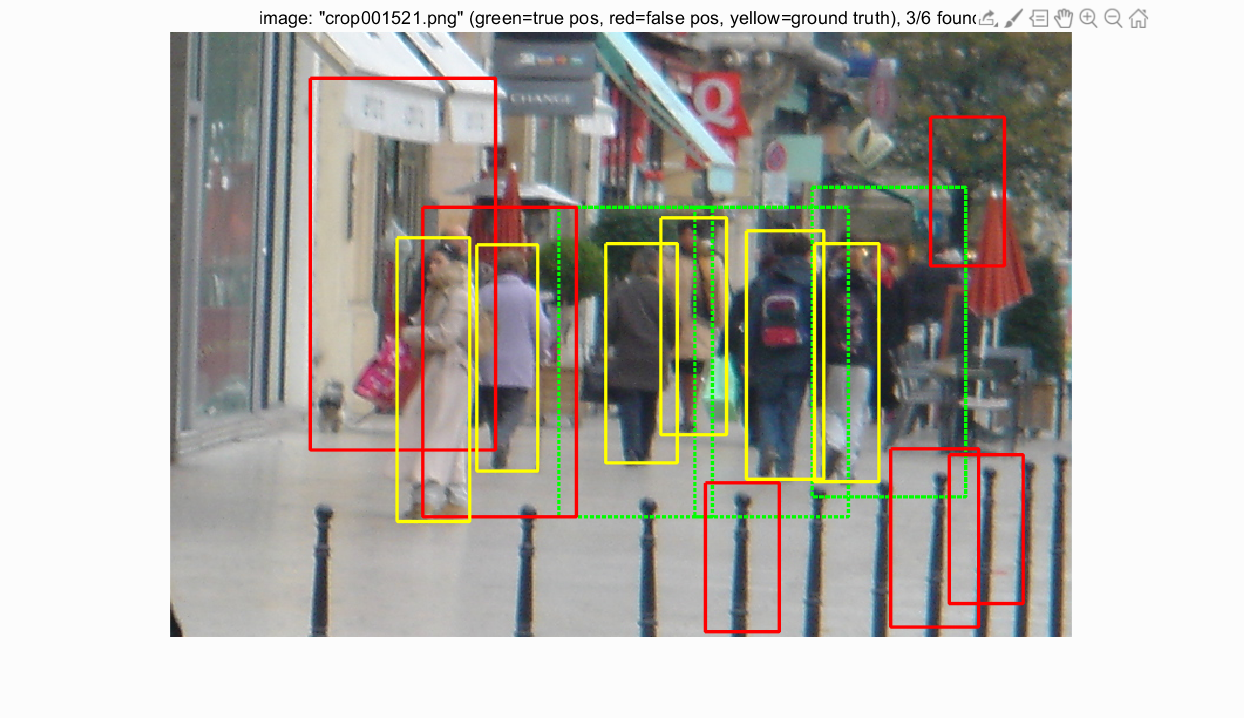 image: "crop001521.png" (green=true pos, red=false pos, yellow=ground truth), 3/6 found
CHANGE
Q